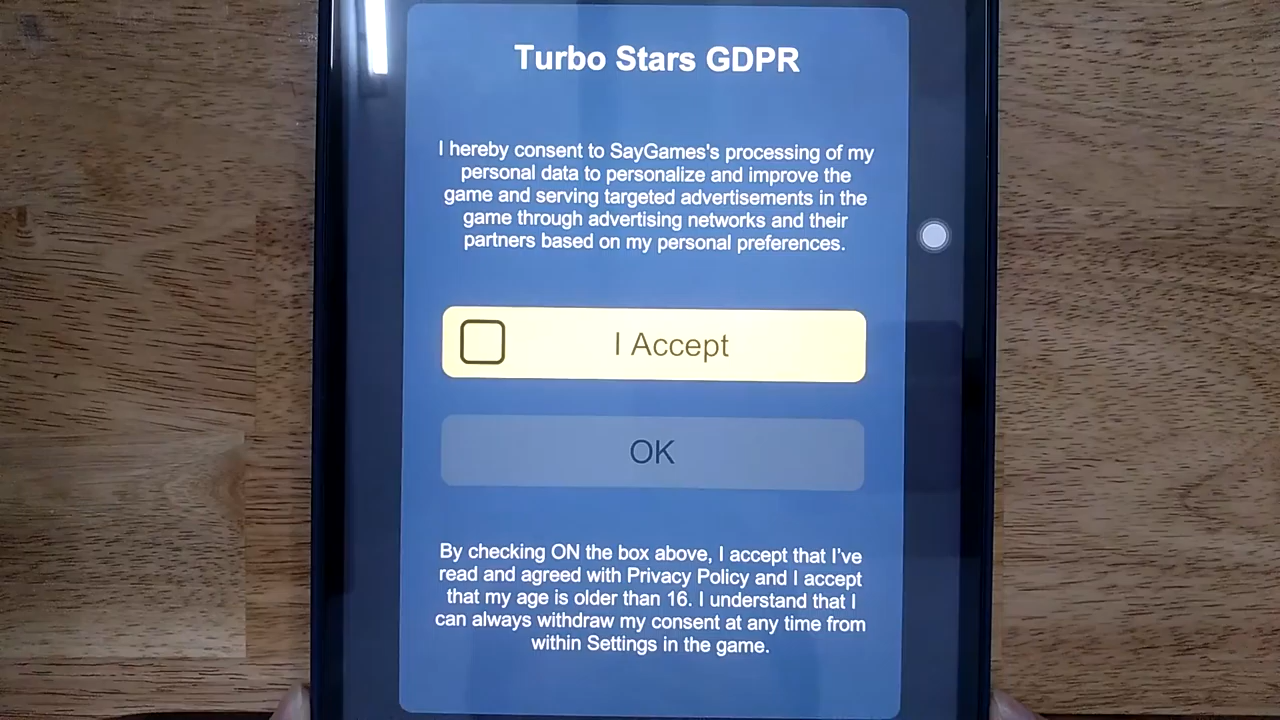 Turbo Stars GDPR
I hereby consent to SayGames's processing of my
personal data to personalize and improve the
game and serving targeted advertisements in the
game through advertising networks and their
partners based on my personal preferences.
I Accept
OK
By checking ON the box above, I accept that I've
read and agreed with Privacy Policy and I accept
that my age is older than 16. I understand that I
can always withdraw my consent at any time from
within Settings in the game.